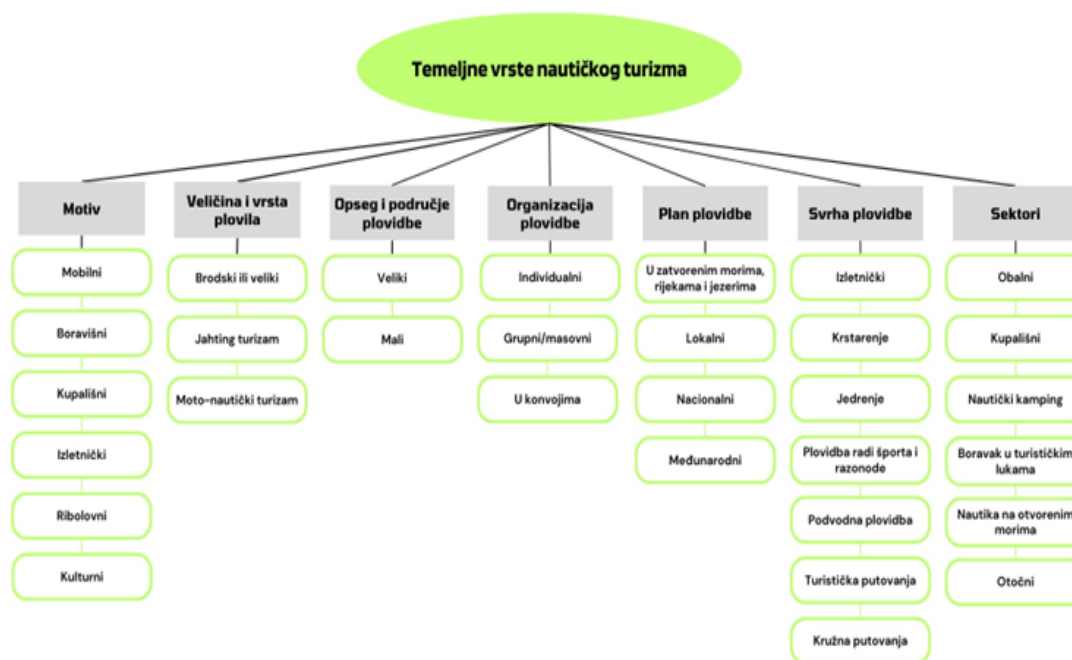 Temeljne vrste nautičkog turizma
Motiv
Mobilni
Boravišni
Kupališni
Izletnički
Ribolovni
Kulturni
Veličina i vrsta
plovila
Brodski ili veliki
Jahting turizam
Moto-nautički turizam
Opseg i područje
plovidbe
Veliki
Mali
Organizacija
plovidbe
Individualni
Grupni/masovni
U konvojima
Plan plovidbe
U zatvorenim morima,
rijekama i jezerima
Lokalni
Nacionalni
Međunarodni
Svrha plovidbe
Izletnički
Krstarenje
Jedrenje
Plovidba radi športa i
razonode
Podvodna plovidba
Turistička putovanja
Kružna putovanja
Sektori
Obalni
Kupališni
Nautički kamping
Boravak u turističkim
lukama
Nautika na otvorenim
morima
Otočni